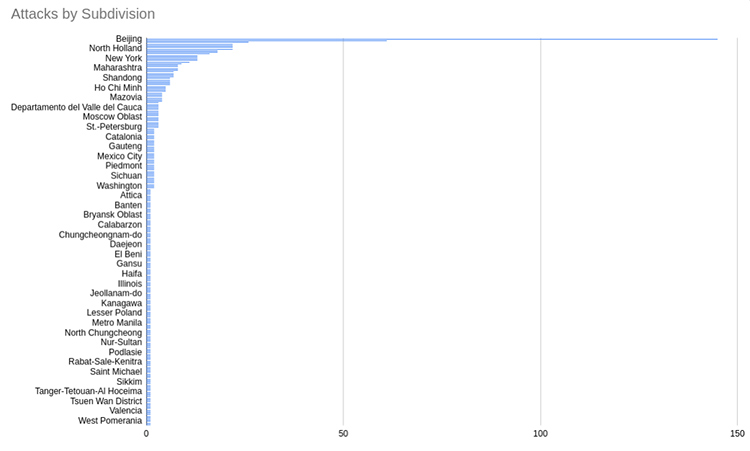 Attacks by Subdivision
Beijing
North Holland
New York
Maharashtra
Shandong
Ho Chi Minh
Mazovia
Departamento del Valle del Cauca
Moscow Oblast
St.-Petersburg
Catalonia
Gauteng
Mexico City
Piedmont
Sichuan
Washington
Attica
Banten
Bryansk Oblast
Calabarzon
Chungcheongnam-do
Daejeon
El Beni
Gansu
Haifa
Illinois
Jeollanam-do
Kanagawa
Lesser Poland
Metro Manila
North Chungcheong
Nur-Sultan
Podlasie
Rabat-Sale-Kenitra
Saint Michael
Sikkim
Tanger-Tetouan-Al Hoceima
Tsuen Wan District
Valencia
West Pomerania
0 50 100 150